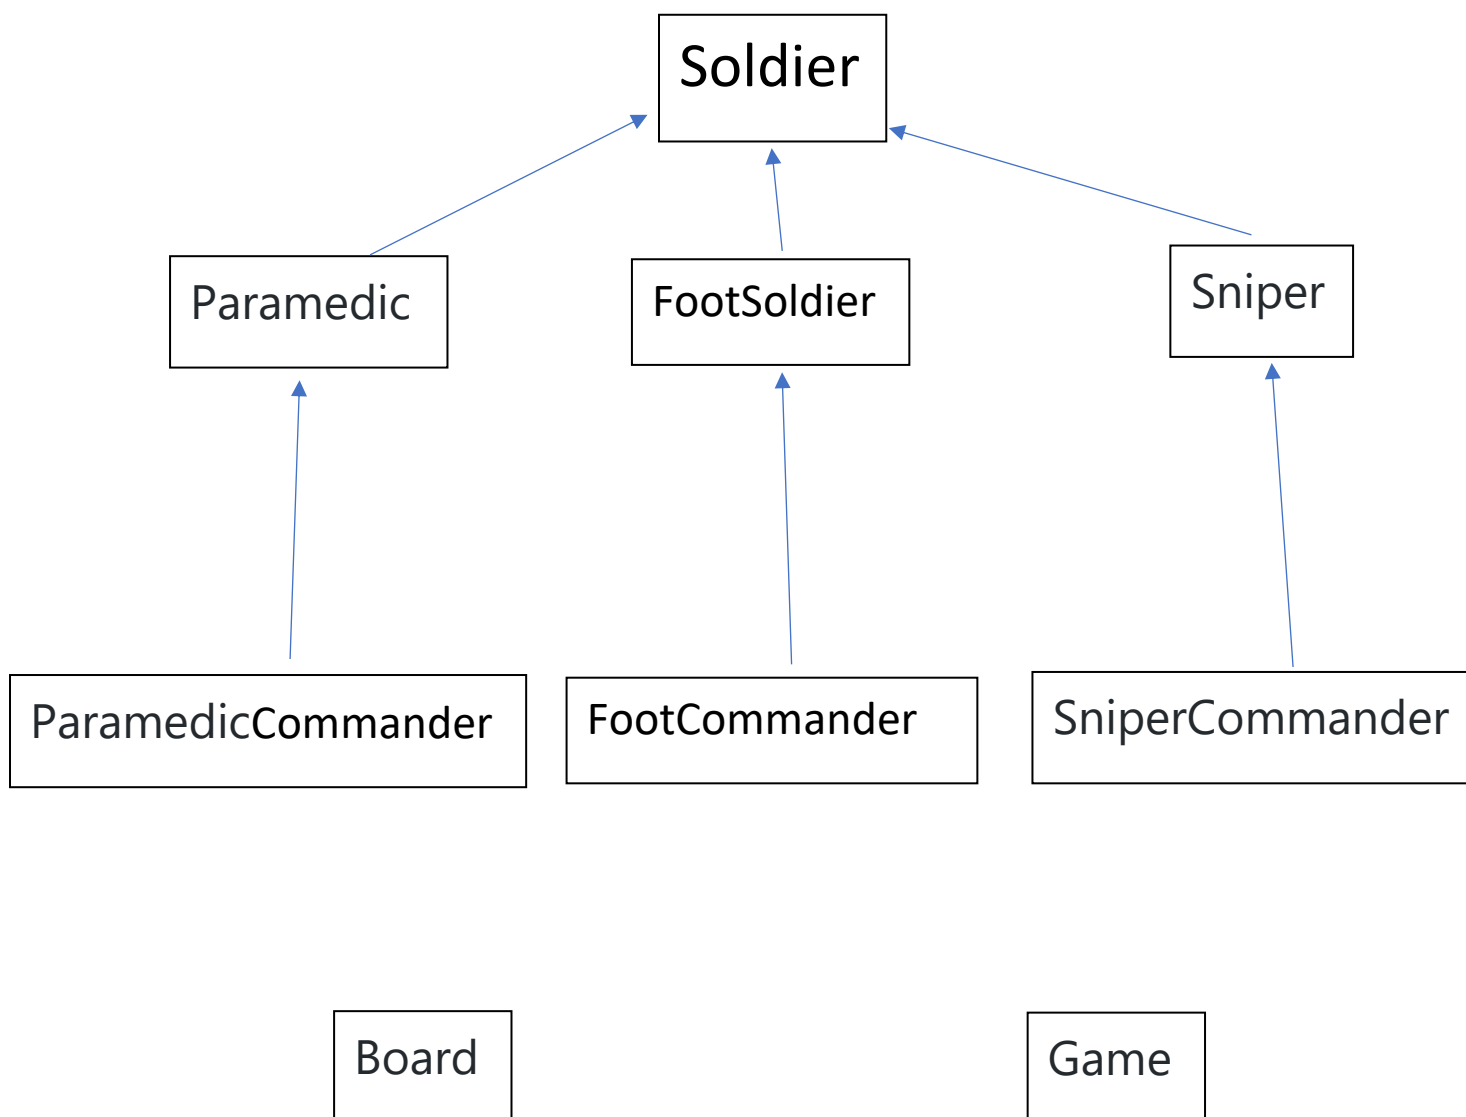 Soldier
Paramedic
FootSoldier
Sniper
ParamedicCommander
FootCommander
SniperCommander
Board
Game